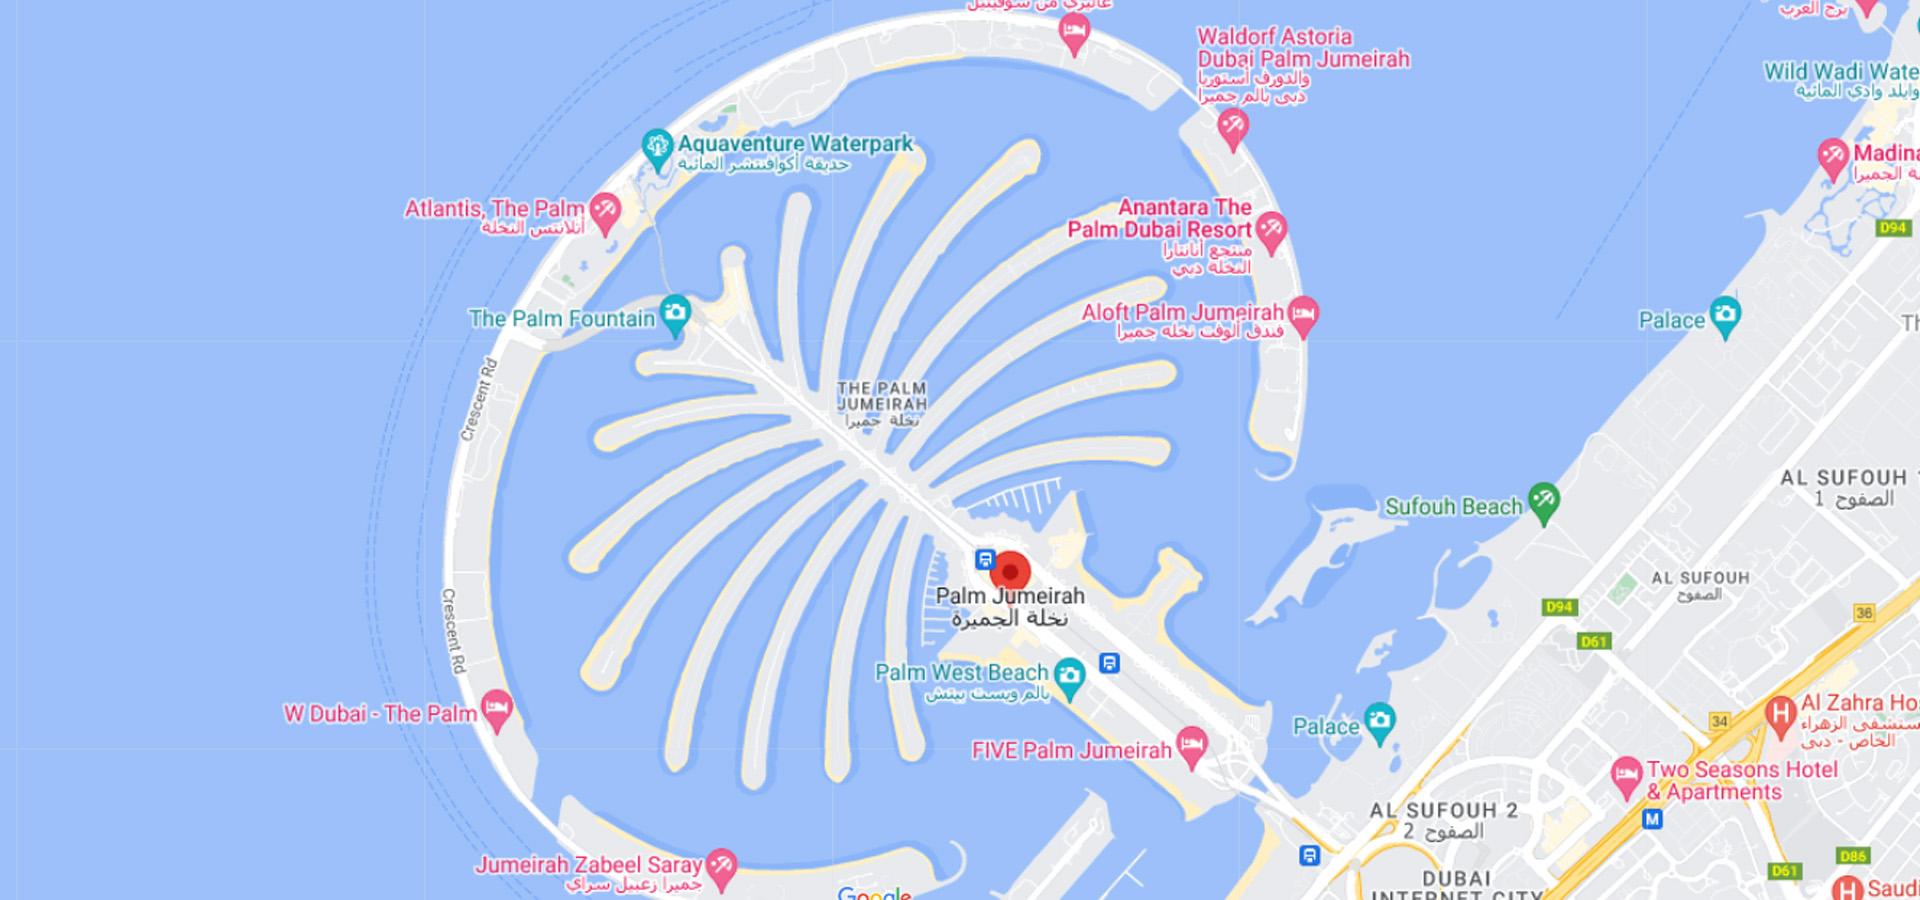 غاليري من سوفيتيل
برج العرب
Waldorf Astoria
Dubai Palm Jumeirah
والدورف أستوريا
دبي بالم جميرا
Wild Wadi Wate
وايلد وادي المائية
Aquaventure Waterpark
حديقة أكوافنتشر المائية
Madina
ة الجميرا
Atlantis, The Palm
أتلانتس النخلة
Anantara The
Palm Dubai Resort
منتجع أنانتارا
النخلة دبي
D94
The Palm Fountain
Aloft Palm Jumeirah
فندق ألوفت نخلة جميرا
Palace
Th
Crescent Rd
THE PALM
JUMEIRAH
نخلة جميرا
AL SUFOUH 1
الصفوح 1
Sufouh Beach
AL SUFOUH
الصفوح
Palm Jumeirah
نخلة الجميرة
D94
36
D61
Crescent Rd
Palm West Beach
بالم ويست بيتش
W Dubai - The Palm
FIVE Palm Jumeirah
Palace
34
Al Zahra Ho
ستشفى الزهراء
الخاص - دبي
Two Seasons Hotel
& Apartments
AL SUFOUH 2
الصفوح 2
M
Jumeirah Zabeel Saray
جميرا زعبيل سراي
Google
D86
D61
DUBAI
INTERNET CITY
Saudi